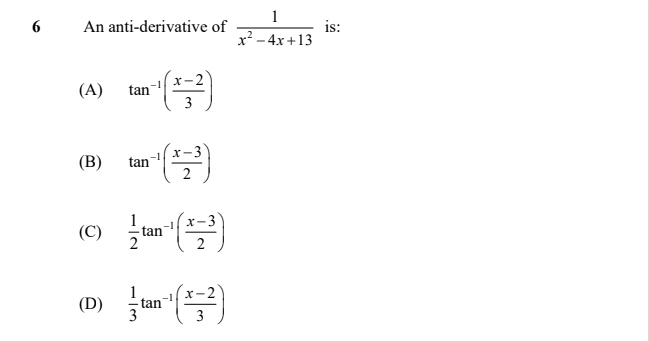 6 An anti-derivative of 1/(x² – 4x + 13) is:
(A) tan⁻¹((x – 2)/3)
(B) tan⁻¹((x – 3)/2)
(C) 1/2 tan⁻¹((x – 3)/2)
(D) 1/3 tan⁻¹((x – 2)/3)